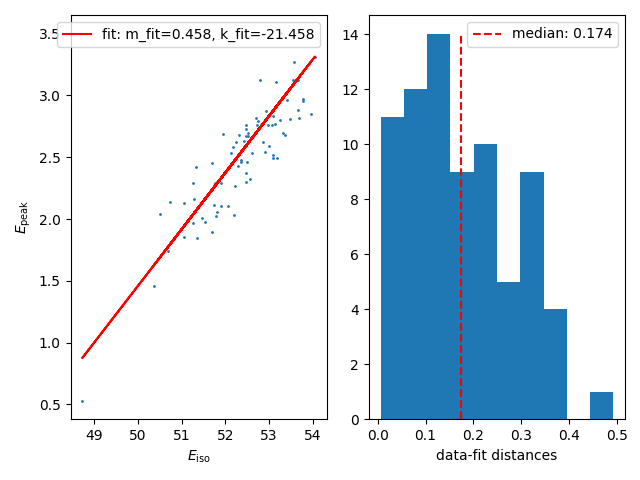 fit: m_fit=0.458, k_fit=-21.458
3.5
3.0
2.5
2.0
1.5
1.0
0.5
E_peak
49 50 51 52 53 54
E_iso
median: 0.174
14
12
10
8
6
4
2
0
0.0 0.1 0.2 0.3 0.4 0.5
data-fit distances